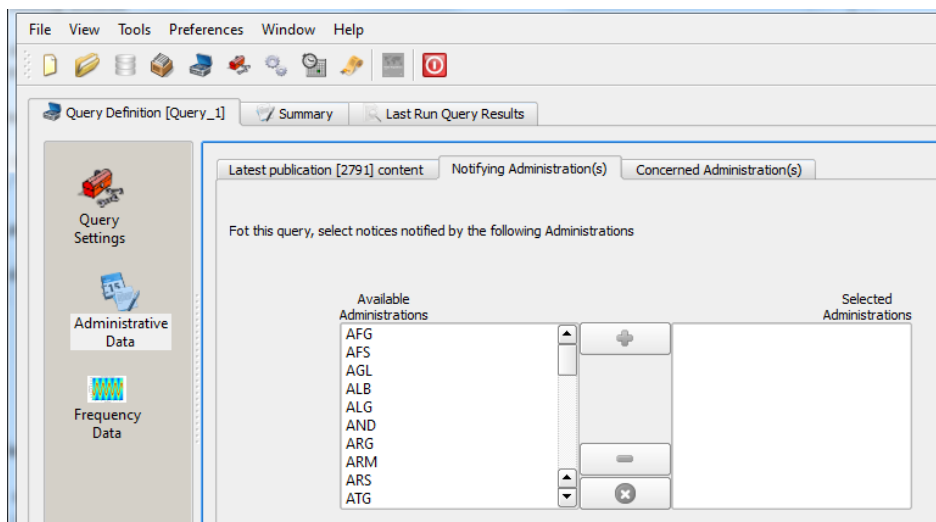 File View Tools Preferences Window Help
Query Definition [Query_1] Summary Last Run Query Results
Latest publication [2791] content Notifying Administration(s) Concerned Administration(s)
Query
Settings
Fot this query, select notices notified by the following Administrations
Administrative
Data
Frequency
Data
Available
Administrations
Selected
Administrations
AFG
AFS
AGL
ALB
ALG
AND
ARG
ARM
ARS
ATG